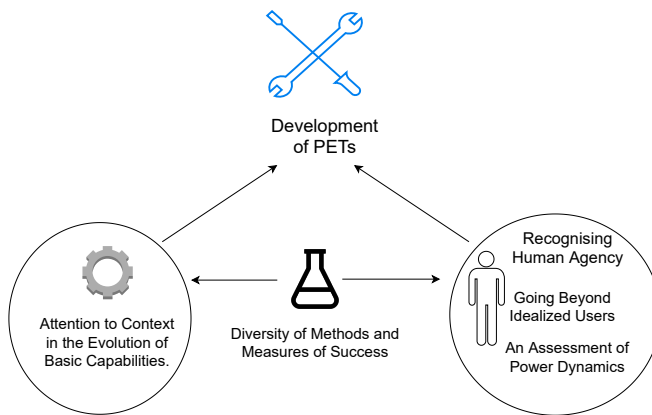 Development
of PETs
Attention to Context
in the Evolution of
Basic Capabilities.
Diversity of Methods and
Measures of Success
Recognising
Human Agency
Going Beyond
Idealized Users
An Assessment of
Power Dynamics